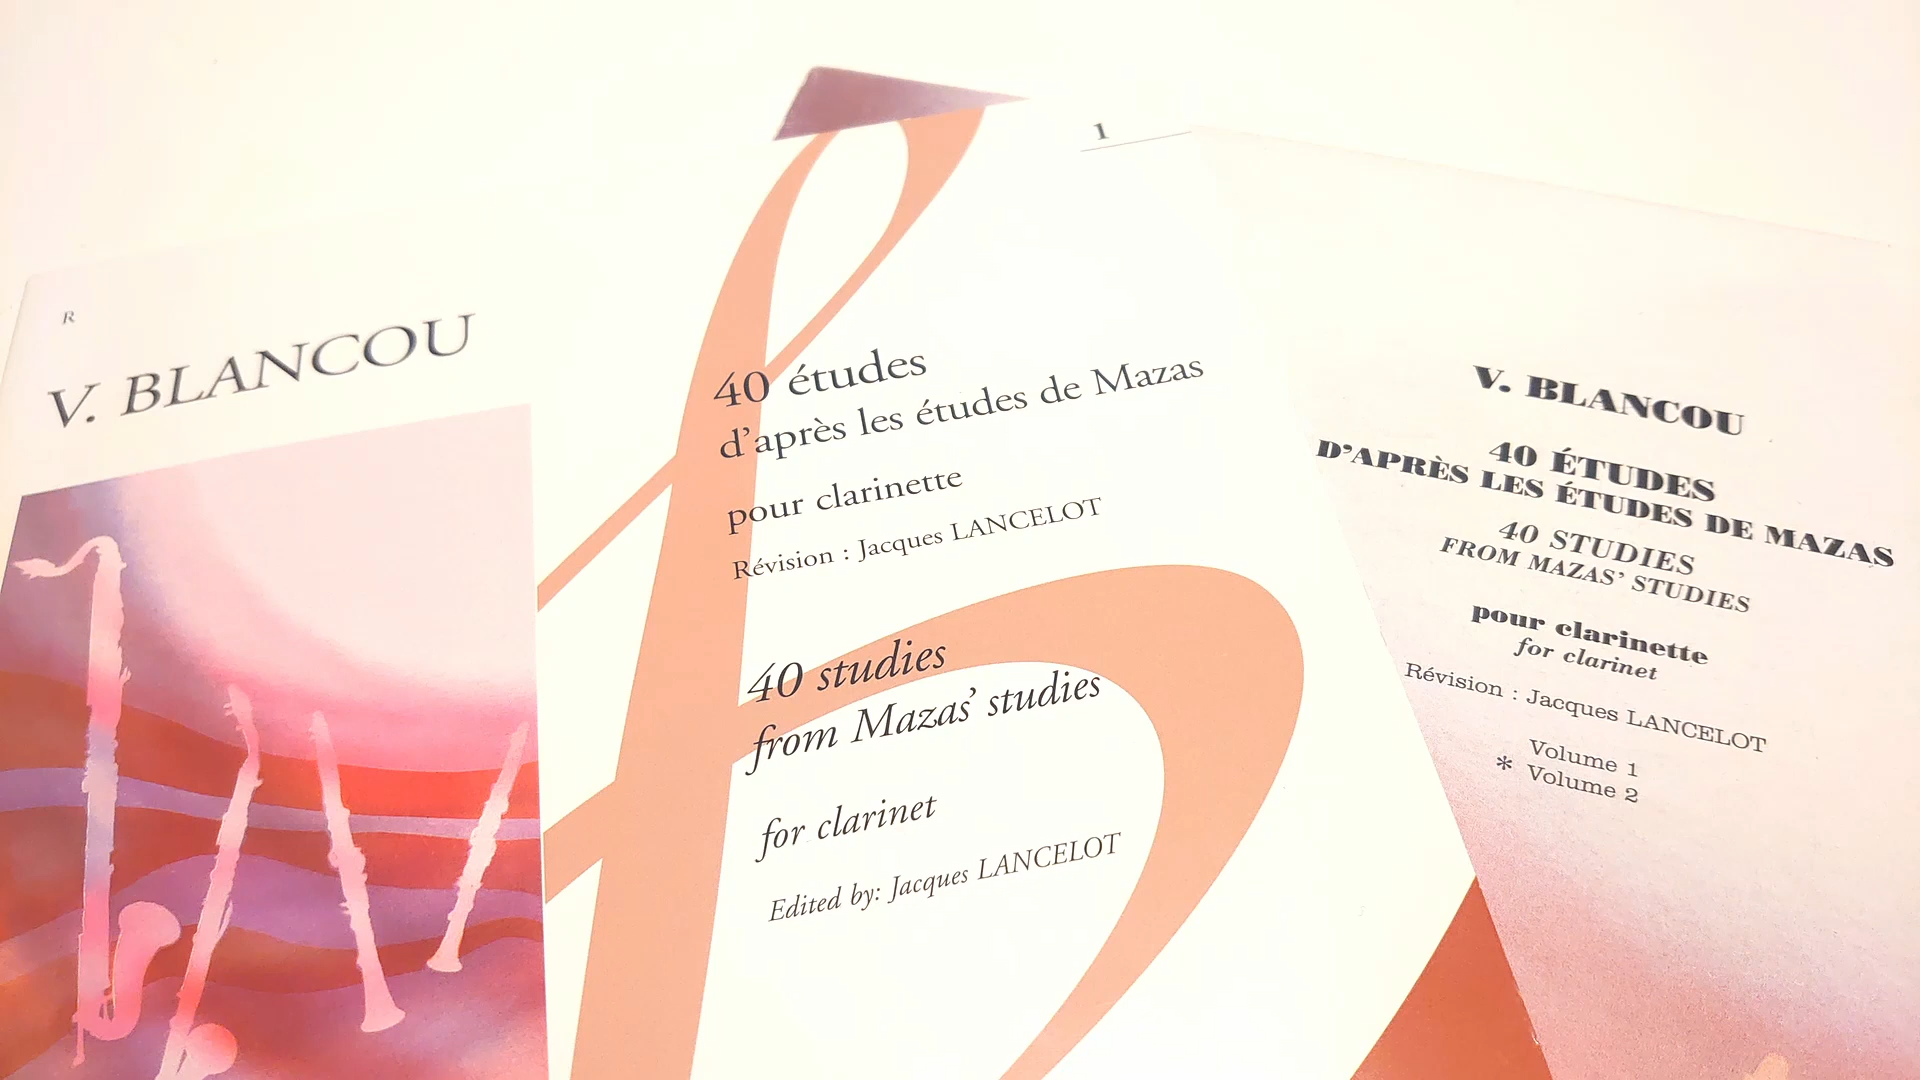 R
V. BLANCOU
1
40 études
d'après les études de Mazas
pour clarinette
Révision : Jacques LANCELOT
40 studies
from Mazas' studies
for clarinet
Edited by: Jacques LANCELOT
V. BLANCOU
40 ÉTUDES
D'APRÈS LES ÉTUDES DE MAZAS
40 STUDIES
FROM MAZAS' STUDIES
pour clarinette
for clarinet
Révision : Jacques LANCELOT
Volume 1
* Volume 2